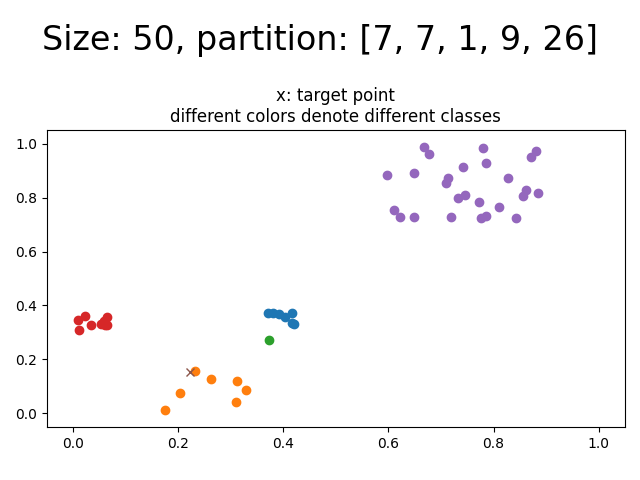 Size: 50, partition: [7, 7, 1, 9, 26]
x: target point
different colors denote different classes
1.0
0.8
0.6
0.4
0.2
0.0
0.0 0.2 0.4 0.6 0.8 1.0